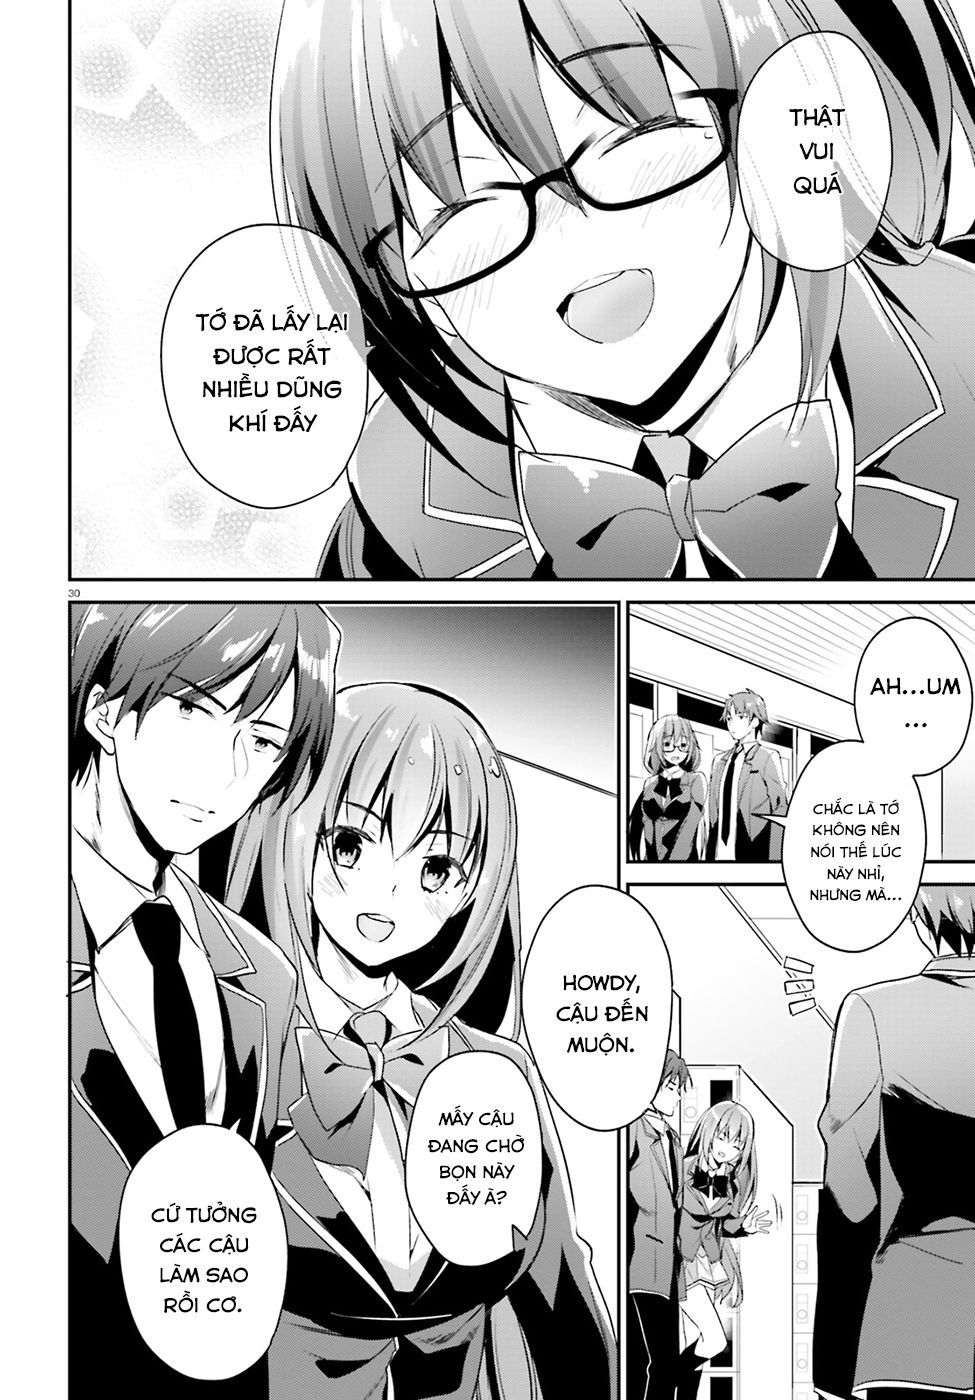 THẬT
VUI
QUÁ
TỚ ĐÃ LẤY LẠI
ĐƯỢC RẤT
NHIỀU DŨNG
KHÍ ĐẤY
30
AH...UM
...
CHẮC LÀ TỚ
KHÔNG NÊN
NÓI THẾ LÚC
NÀY NHỈ,
NHƯNG MÀ...
HOWDY,
CẬU ĐẾN
MUỘN.
MẤY CẬU
ĐANG CHỜ
BỌN NÀY
ĐẤY À?
CỨ TƯỞNG
CÁC CẬU
LÀM SAO
RỒI CƠ.